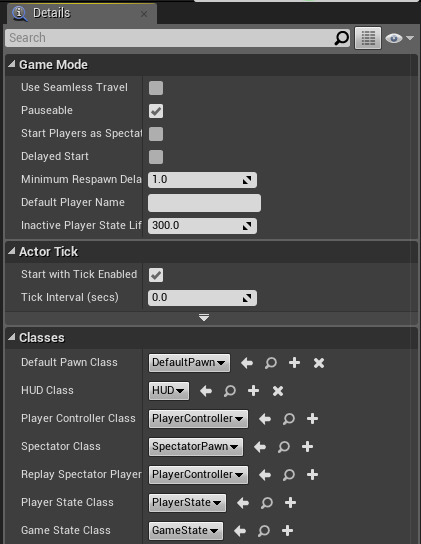 Details
Search
Game Mode
Use Seamless Travel
Pauseable
Start Players as Spectat
Delayed Start
Minimum Respawn Dela 1.0
Default Player Name
Inactive Player State Lif 300.0
Actor Tick
Start with Tick Enabled
Tick Interval (secs) 0.0
Classes
Default Pawn Class DefaultPawn
HUD Class HUD
Player Controller Class PlayerController
Spectator Class SpectatorPawn
Replay Spectator Player PlayerController
Player State Class PlayerState
Game State Class GameState